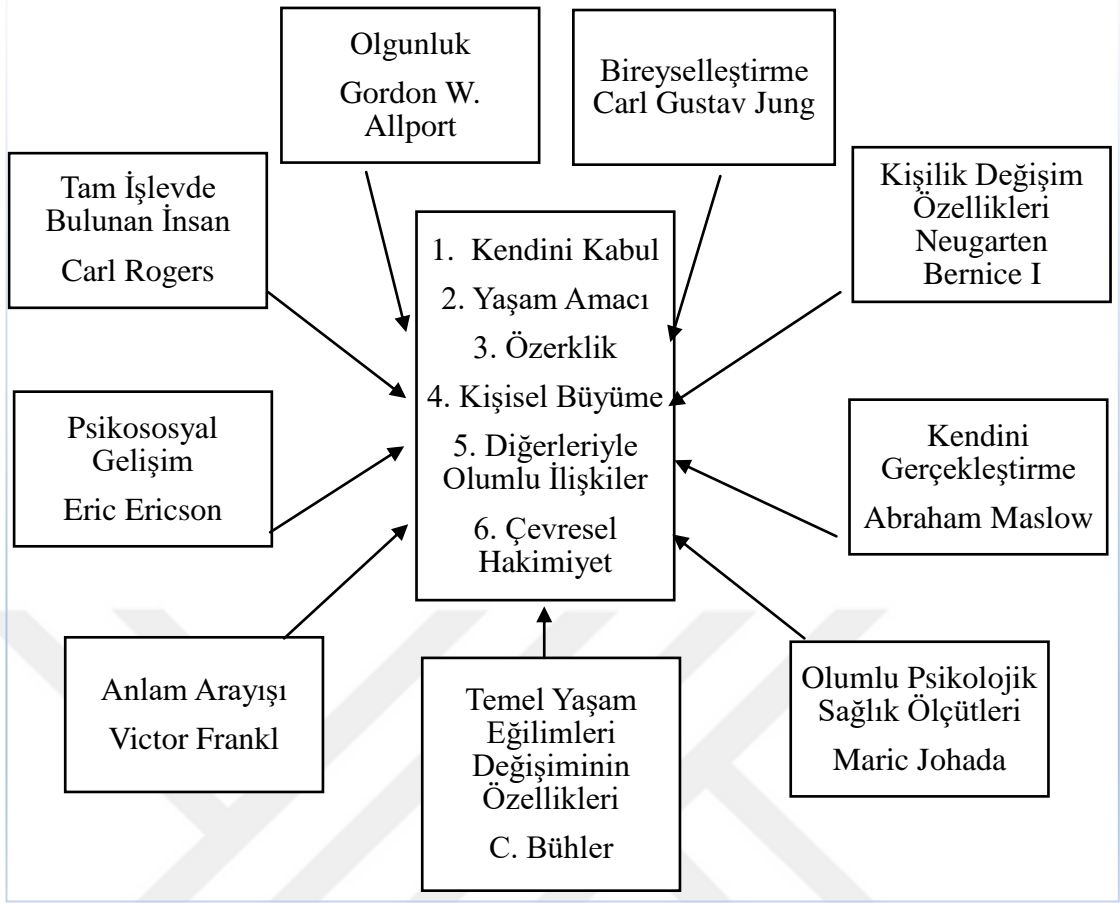 Olgunluk
Gordon W.
Allport
Bireyselleştirme
Carl Gustav Jung
Tam İşlevde
Bulunan İnsan
Carl Rogers
Kişilik Değişim
Özellikleri
Neugarten
Bernice I
1. Kendini Kabul
2. Yaşam Amacı
3. Özerklik
4. Kişisel Büyüme
5. Diğerleriyle
Olumlu İlişkiler
6. Çevresel
Hakimiyet
Psikososyal
Gelişim
Eric Ericson
Kendini
Gerçekleştirme
Abraham Maslow
Anlam Arayışı
Victor Frankl
Temel Yaşam
Eğilimleri
Değişiminin
Özellikleri
C. Bühler
Olumlu Psikolojik
Sağlık Ölçütleri
Maric Johada